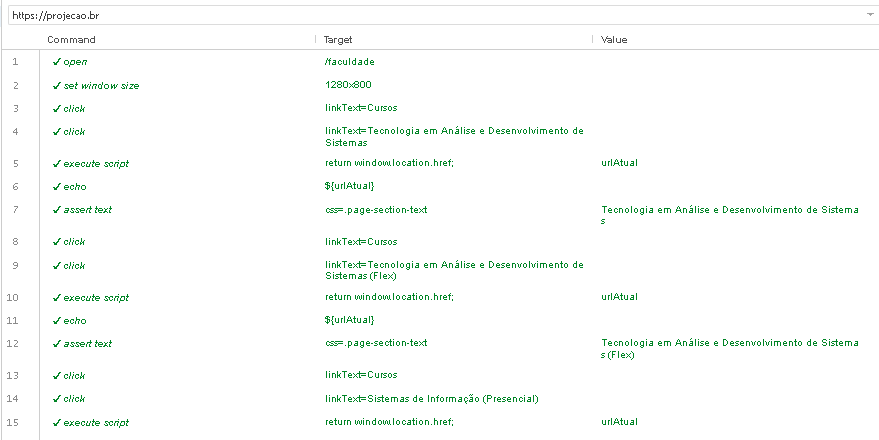 https://projecao.br
Command Target Value
1 ✓ open /faculdade
2 ✓ set window size 1280x800
3 ✓ click linkText=Cursos
4 ✓ click linkText=Tecnologia em Análise e Desenvolvimento de
Sistemas
5 ✓ execute script return window.location.href; urlAtual
6 ✓ echo ${urlAtual}
7 ✓ assert text css=.page-section-text Tecnologia em Análise e Desenvolvimento de Sistema
s
8 ✓ click linkText=Cursos
9 ✓ click linkText=Tecnologia em Análise e Desenvolvimento de
Sistemas (Flex)
10 ✓ execute script return window.location.href; urlAtual
11 ✓ echo ${urlAtual}
12 ✓ assert text css=.page-section-text Tecnologia em Análise e Desenvolvimento de Sistema
s (Flex)
13 ✓ click linkText=Cursos
14 ✓ click linkText=Sistemas de Informação (Presencial)
15 ✓ execute script return window.location.href; urlAtual